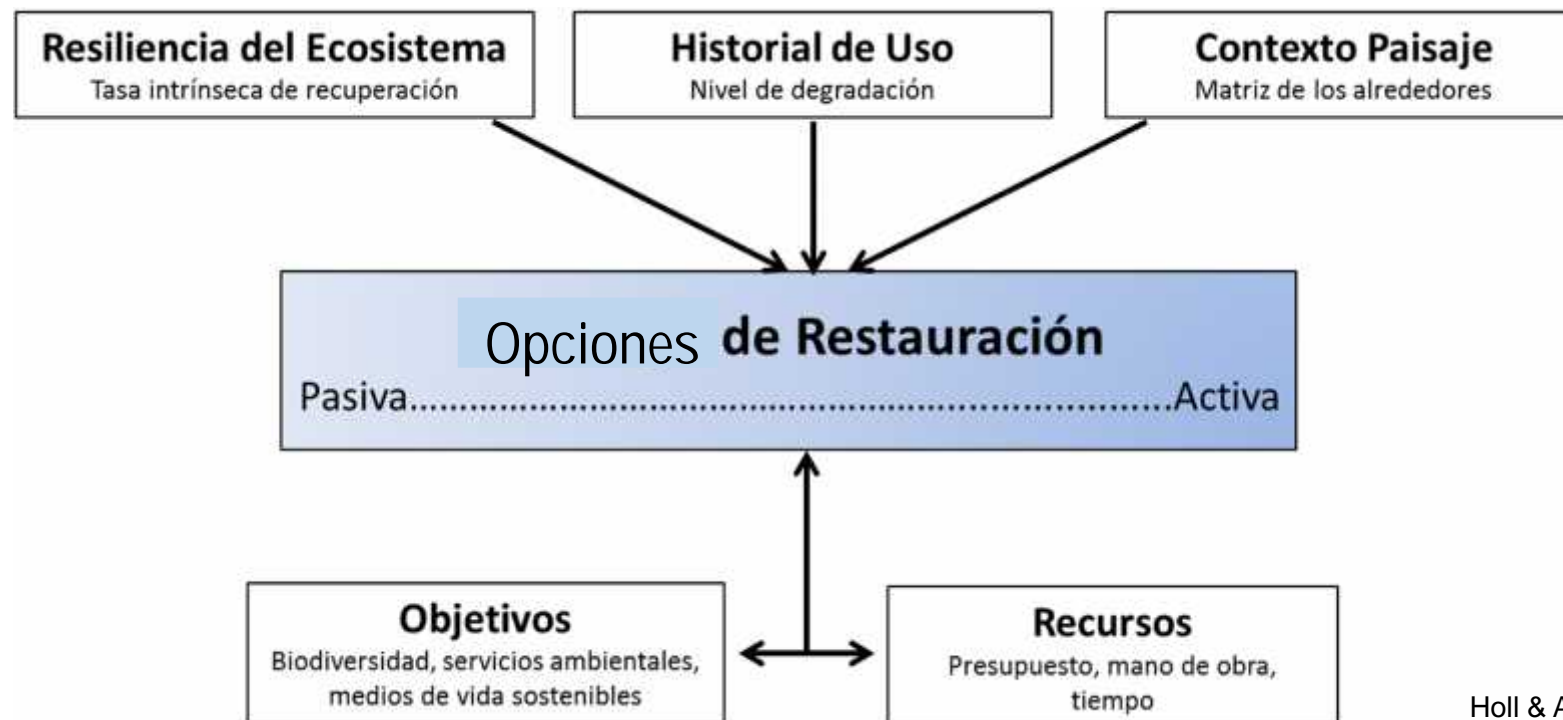 Resiliencia del Ecosistema
Tasa intrínseca de recuperación
Historial de Uso
Nivel de degradación
Contexto Paisaje
Matriz de los alrededores
Opciones de Restauración
Pasiva.........................................................................Activa
Objetivos
Biodiversidad, servicios ambientales,
medios de vida sostenibles
Recursos
Presupuesto, mano de obra,
tiempo
Holl & A